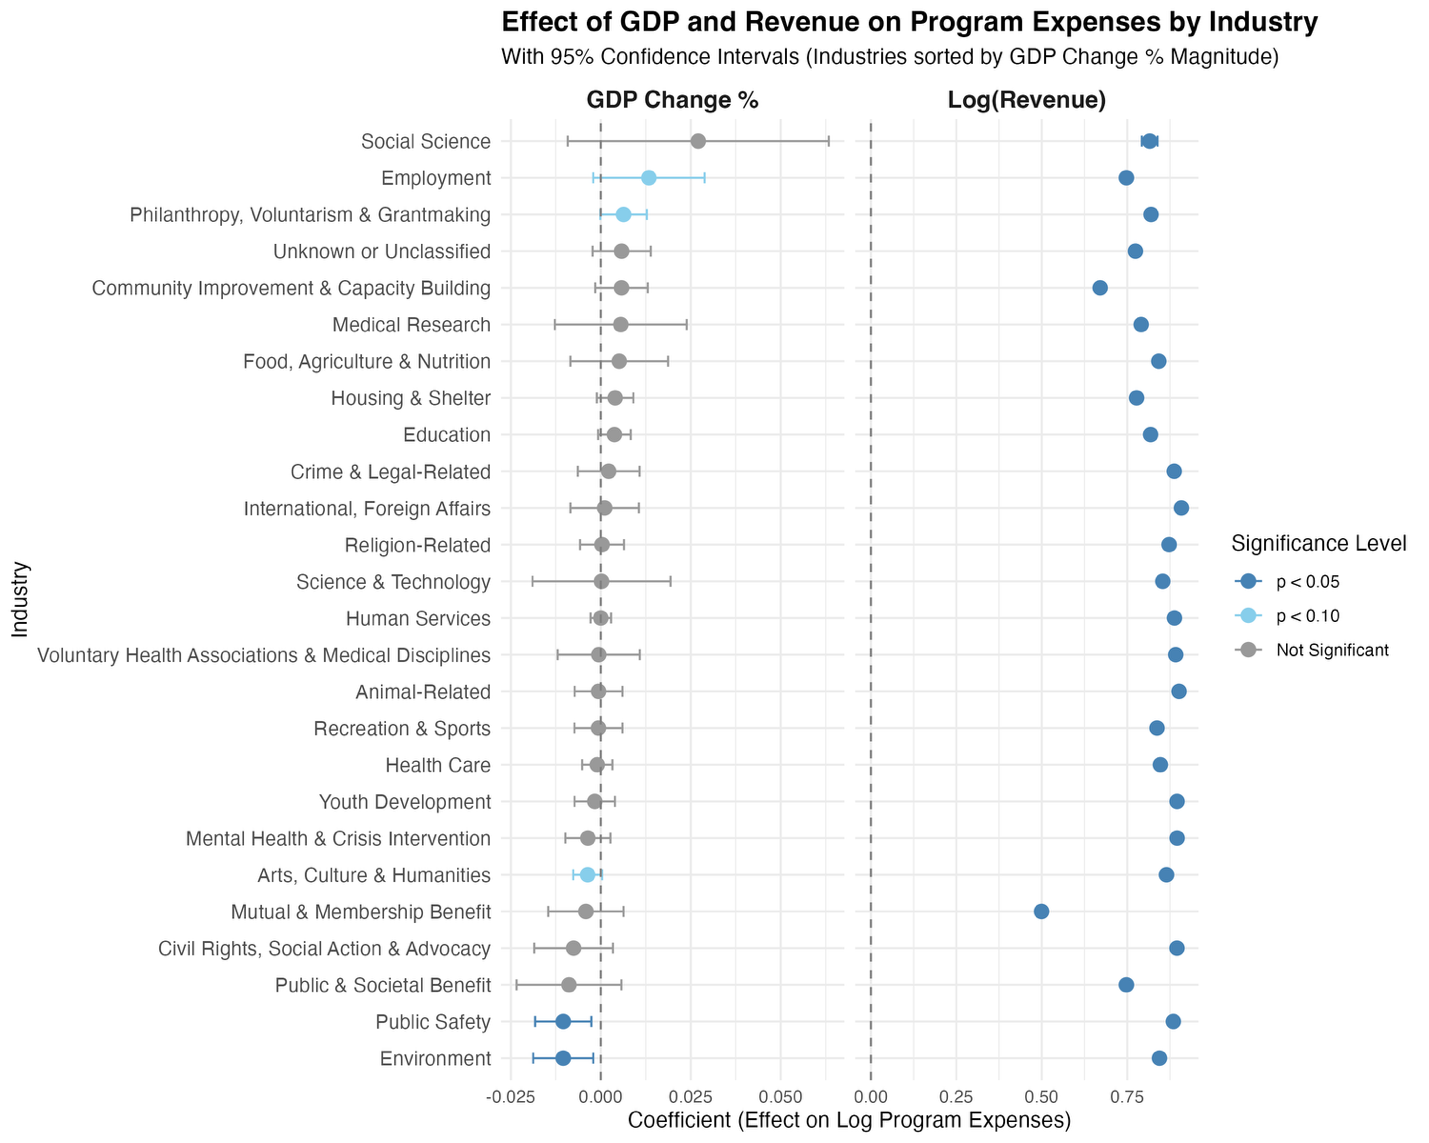 Effect of GDP and Revenue on Program Expenses by Industry
With 95% Confidence Intervals (Industries sorted by GDP Change % Magnitude)
GDP Change %
Log(Revenue)
Industry
Social Science
Employment
Philanthropy, Voluntarism & Grantmaking
Unknown or Unclassified
Community Improvement & Capacity Building
Medical Research
Food, Agriculture & Nutrition
Housing & Shelter
Education
Crime & Legal-Related
International, Foreign Affairs
Religion-Related
Science & Technology
Human Services
Voluntary Health Associations & Medical Disciplines
Animal-Related
Recreation & Sports
Health Care
Youth Development
Mental Health & Crisis Intervention
Arts, Culture & Humanities
Mutual & Membership Benefit
Civil Rights, Social Action & Advocacy
Public & Societal Benefit
Public Safety
Environment
-0.025 0.000 0.025 0.050
0.00 0.25 0.50 0.75
Coefficient (Effect on Log Program Expenses)
Significance Level
p < 0.05
p < 0.10
Not Significant